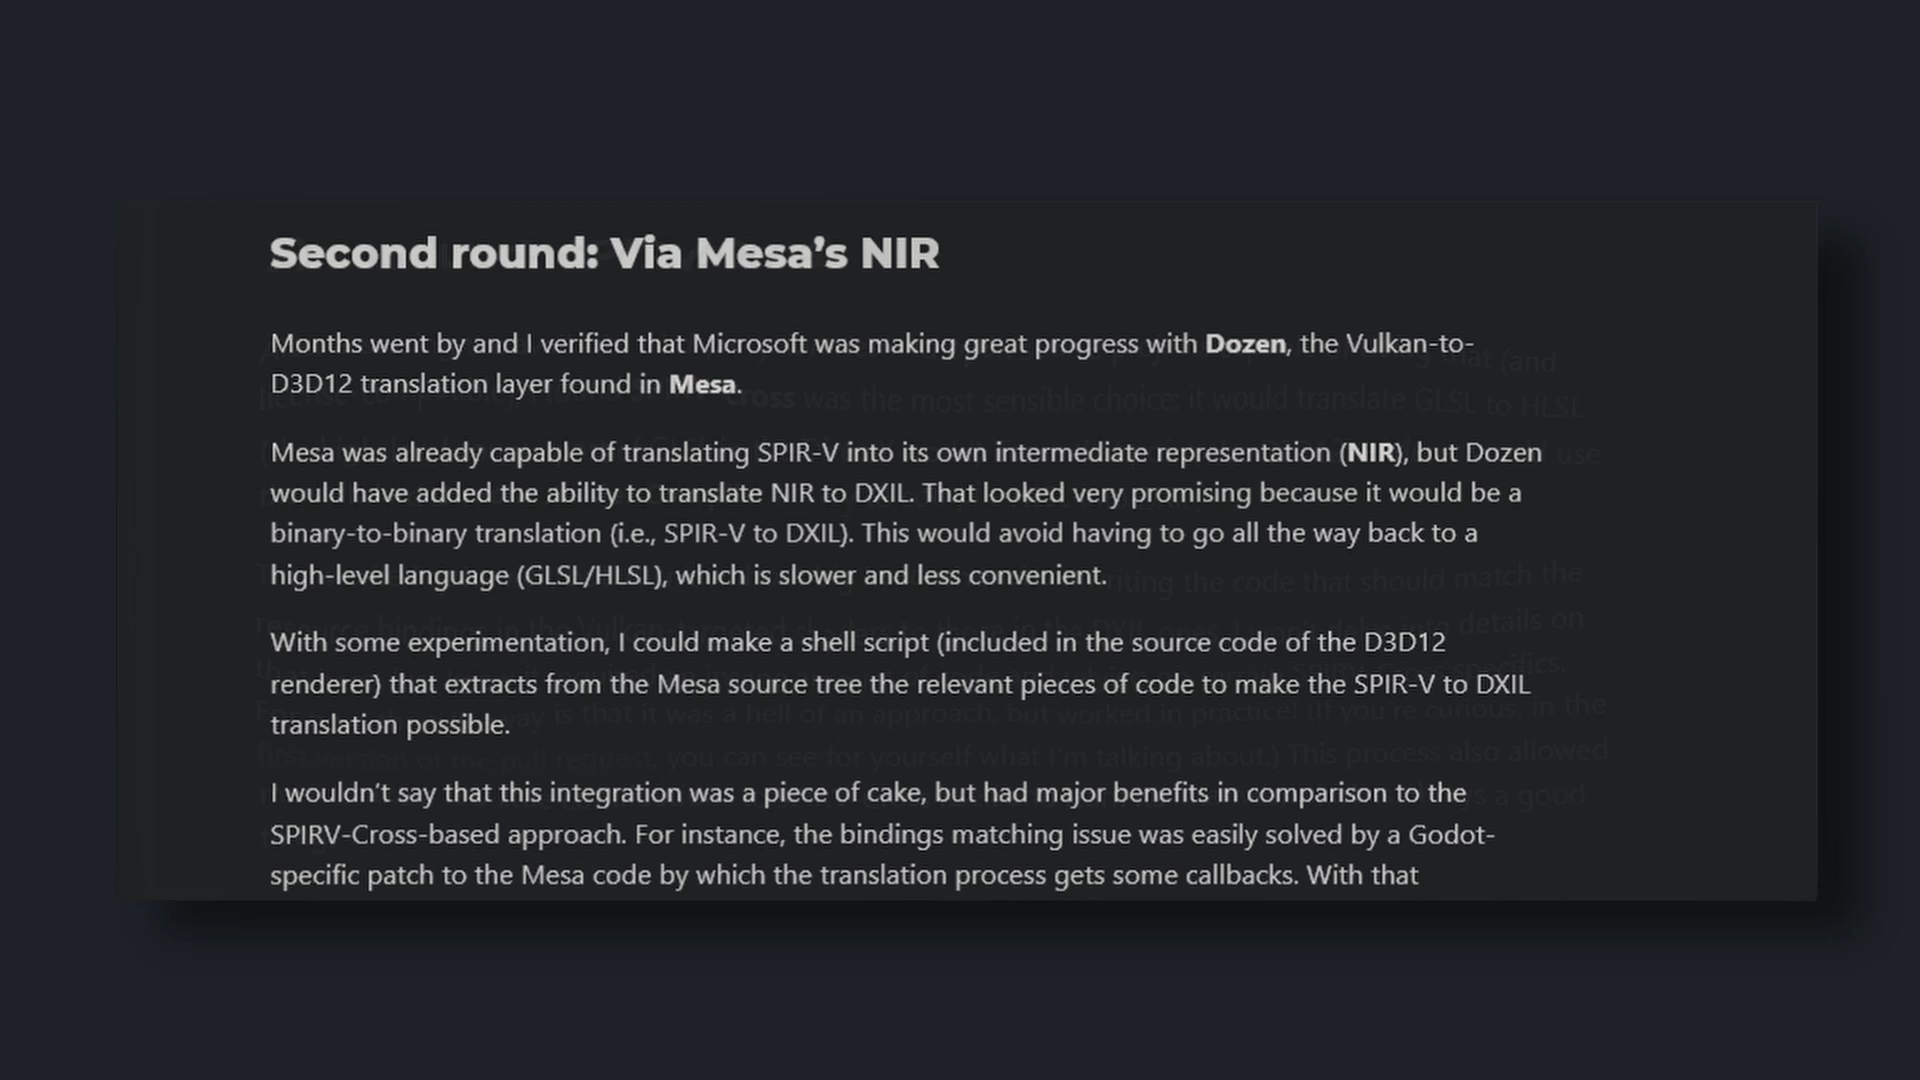 Second round: Via Mesa’s NIR
Months went by and I verified that Microsoft was making great progress with Dozen, the Vulkan-to-
D3D12 translation layer found in Mesa.
Mesa was already capable of translating SPIR-V into its own intermediate representation (NIR), but Dozen
would have added the ability to translate NIR to DXIL. That looked very promising because it would be a
binary-to-binary translation (i.e., SPIR-V to DXIL). This would avoid having to go all the way back to a
high-level language (GLSL/HLSL), which is slower and less convenient.
With some experimentation, I could make a shell script (included in the source code of the D3D12
renderer) that extracts from the Mesa source tree the relevant pieces of code to make the SPIR-V to DXIL
translation possible.
I wouldn’t say that this integration was a piece of cake, but had major benefits in comparison to the
SPIRV-Cross-based approach. For instance, the bindings matching issue was easily solved by a Godot-
specific patch to the Mesa code by which the translation process gets some callbacks. With that